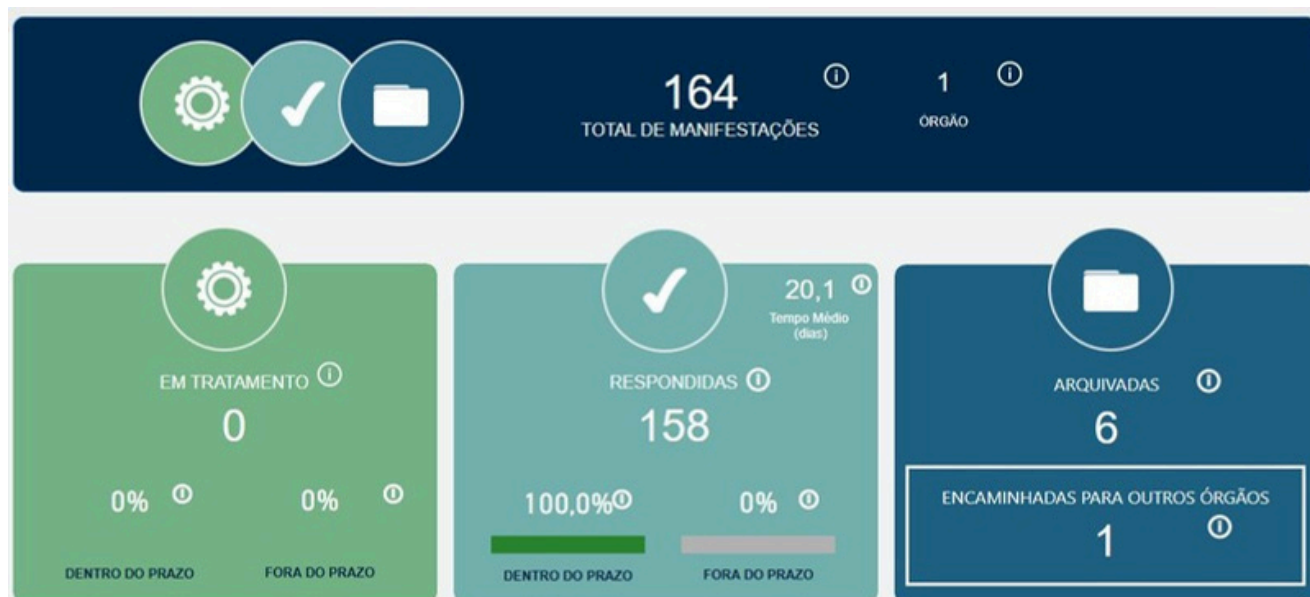 164
TOTAL DE MANIFESTAÇÕES
1
ÓRGÃO
EM TRATAMENTO
0
0%
0%
DENTRO DO PRAZO
FORA DO PRAZO
20,1
Tempo Médio
(dias)
RESPONDIDAS
158
100,0%
0%
DENTRO DO PRAZO
FORA DO PRAZO
ARQUIVADAS
6
ENCAMINHADAS PARA OUTROS ÓRGÃOS
1